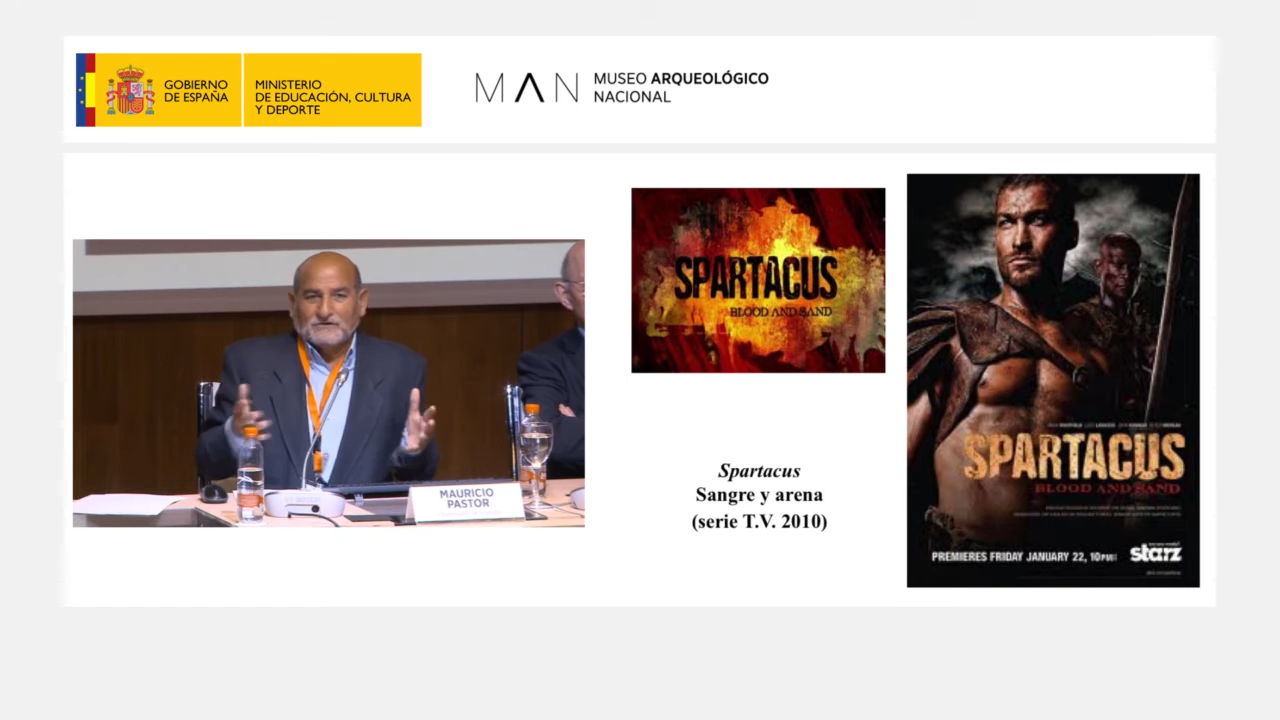 GOBIERNO
DE ESPAÑA
MINISTERIO
DE EDUCACIÓN, CULTURA
Y DEPORTE
MAN
MUSEO ARQUEOLÓGICO
NACIONAL
MAURICIO
PASTOR
SPARTACUS
BLOOD AND SAND
Spartacus
Sangre y arena
(serie T.V. 2010)
SPARTACUS
BLOOD AND SAND
PREMIERES FRIDAY JANUARY 22, 10PM
starz